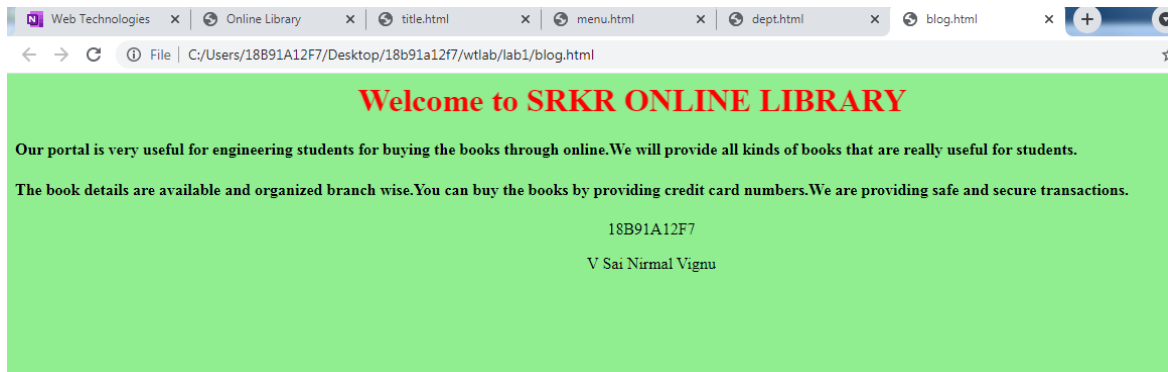 Web Technologies
Online Library
title.html
menu.html
dept.html
blog.html
File | C:/Users/18B91A12F7/Desktop/18b91a12f7/wtlab/lab1/blog.html
Welcome to SRKR ONLINE LIBRARY
Our portal is very useful for engineering students for buying the books through online.We will provide all kinds of books that are really useful for students.
The book details are available and organized branch wise.You can buy the books by providing credit card numbers.We are providing safe and secure transactions.
18B91A12F7
V Sai Nirmal Vignu